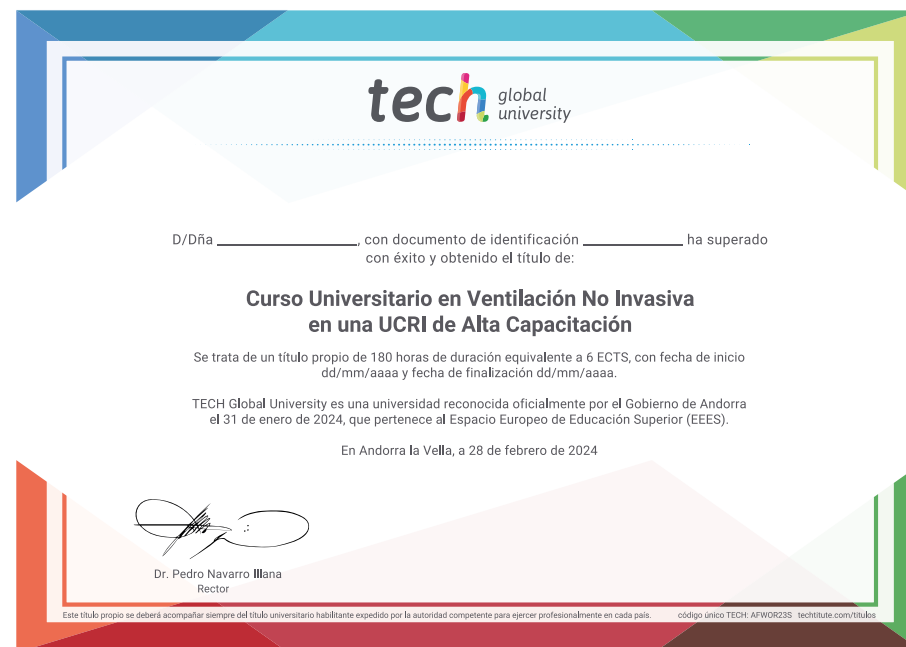 tech global
university
D/Dña ____________________, con documento de identificación ______________ ha superado
con éxito y obtenido el título de:
Curso Universitario en Ventilación No Invasiva
en una UCRI de Alta Capacitación
Se trata de un título propio de 180 horas de duración equivalente a 6 ECTS, con fecha de inicio
dd/mm/aaaa y fecha de finalización dd/mm/aaaa.
TECH Global University es una universidad reconocida oficialmente por el Gobierno de Andorra
el 31 de enero de 2024, que pertenece al Espacio Europeo de Educación Superior (EEES).
En Andorra la Vella, a 28 de febrero de 2024
Dr. Pedro Navarro Illana
Rector
Este título propio se deberá acompañar siempre del título universitario habilitante expedido por la autoridad competente para ejercer profesionalmente en cada país. código único TECH: AFWOR23S techtitute.com/titulos